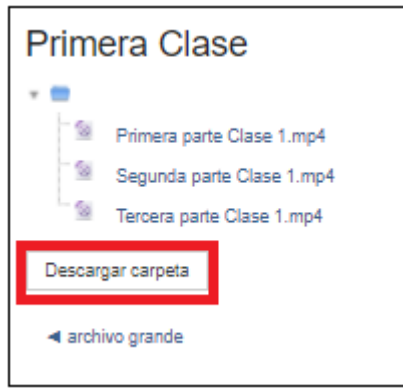 Primera Clase
Primera parte Clase 1.mp4
Segunda parte Clase 1.mp4
Tercera parte Clase 1.mp4
Descargar carpeta
◄ archivo grande